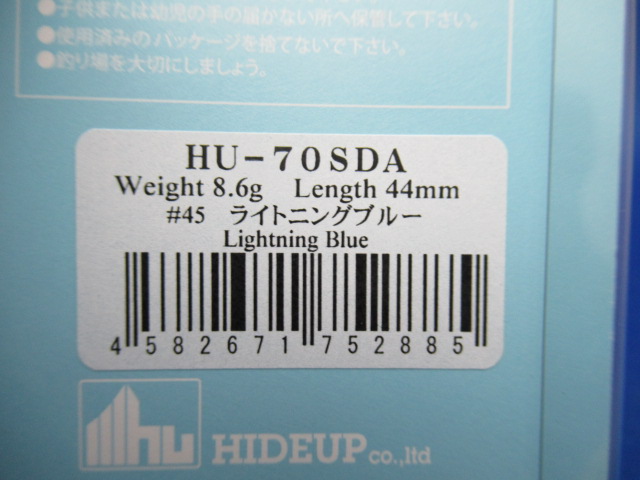 ●子供または幼児の手の届かない所へ保管して下さい。
●使用済みのパッケージを捨てないで下さい。
●釣り場を大切にしましょう。
HU-70SDA
Weight 8.6g Length 44mm
#45 ライトニングブルー
Lightning Blue
4 582671 752885
hu HIDEUP co.,ltd